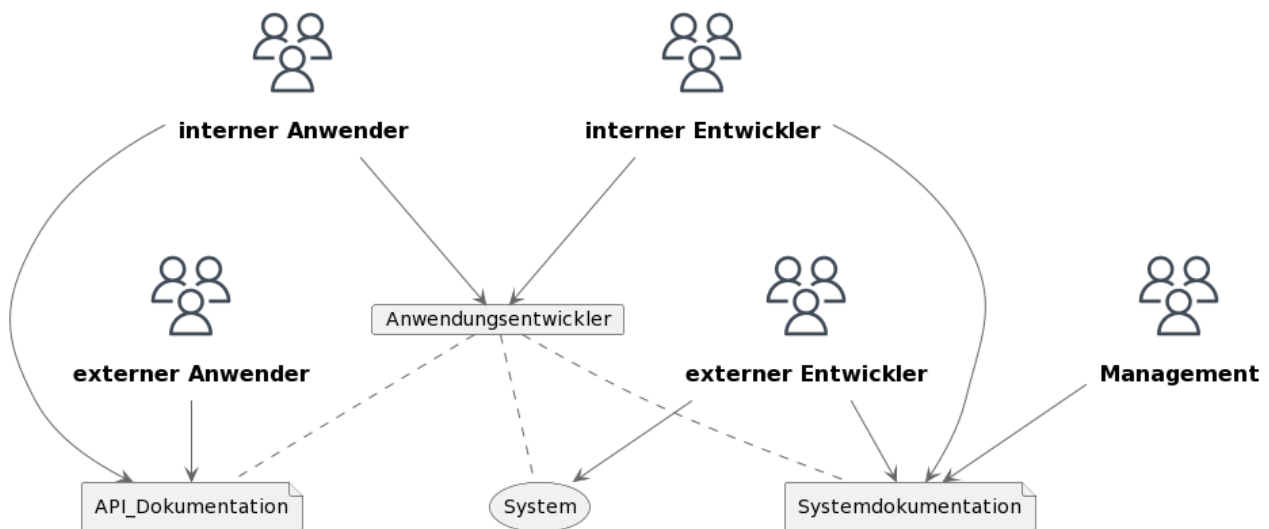 interner Anwender
interner Entwickler
Anwendungsentwickler
externer Anwender
externer Entwickler
Management
API_Dokumentation
System
Systemdokumentation